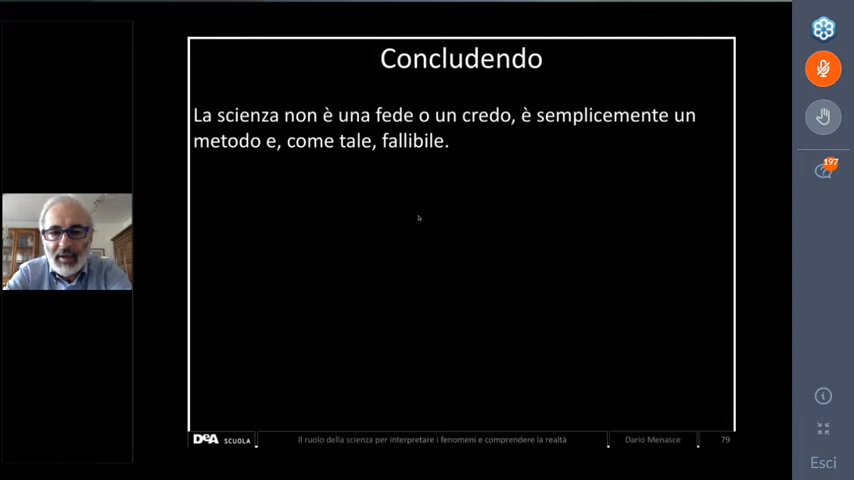 Concludendo
La scienza non è una fede o un credo, è semplicemente un
metodo e, come tale, fallibile.
197
DeA SCUOLA
Il ruolo della scienza per interpretare i fenomeni e comprendere la realtà
Dario Menasce
79
Esci